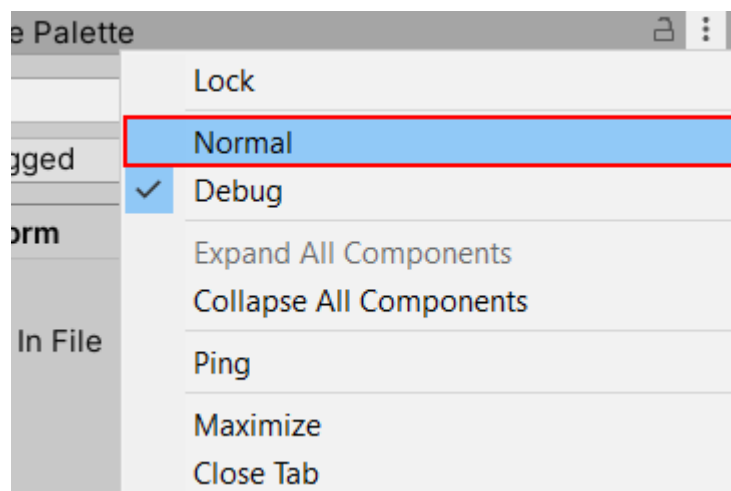 e Palette
Lock
Normal
gged
Debug
orm
Expand All Components
Collapse All Components
In File
Ping
Maximize
Close Tab